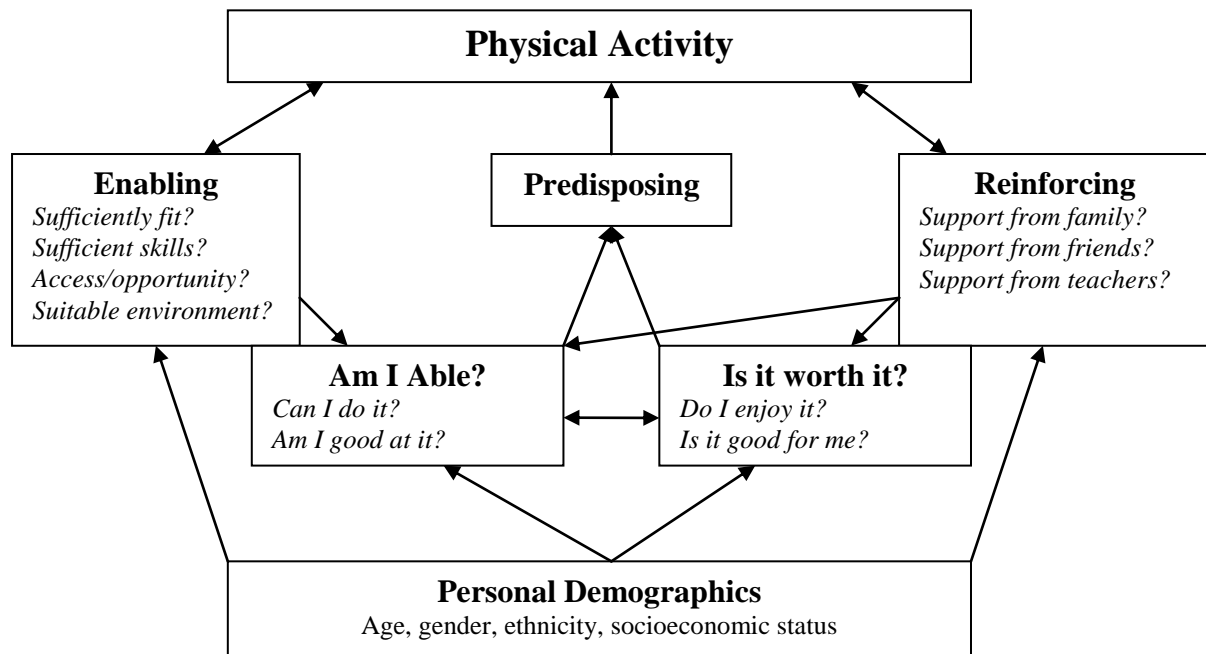 Physical Activity
Enabling
Sufficiently fit?
Sufficient skills?
Access/opportunity?
Suitable environment?
Predisposing
Reinforcing
Support from family?
Support from friends?
Support from teachers?
Am I Able?
Can I do it?
Am I good at it?
Is it worth it?
Do I enjoy it?
Is it good for me?
Personal Demographics
Age, gender, ethnicity, socioeconomic status